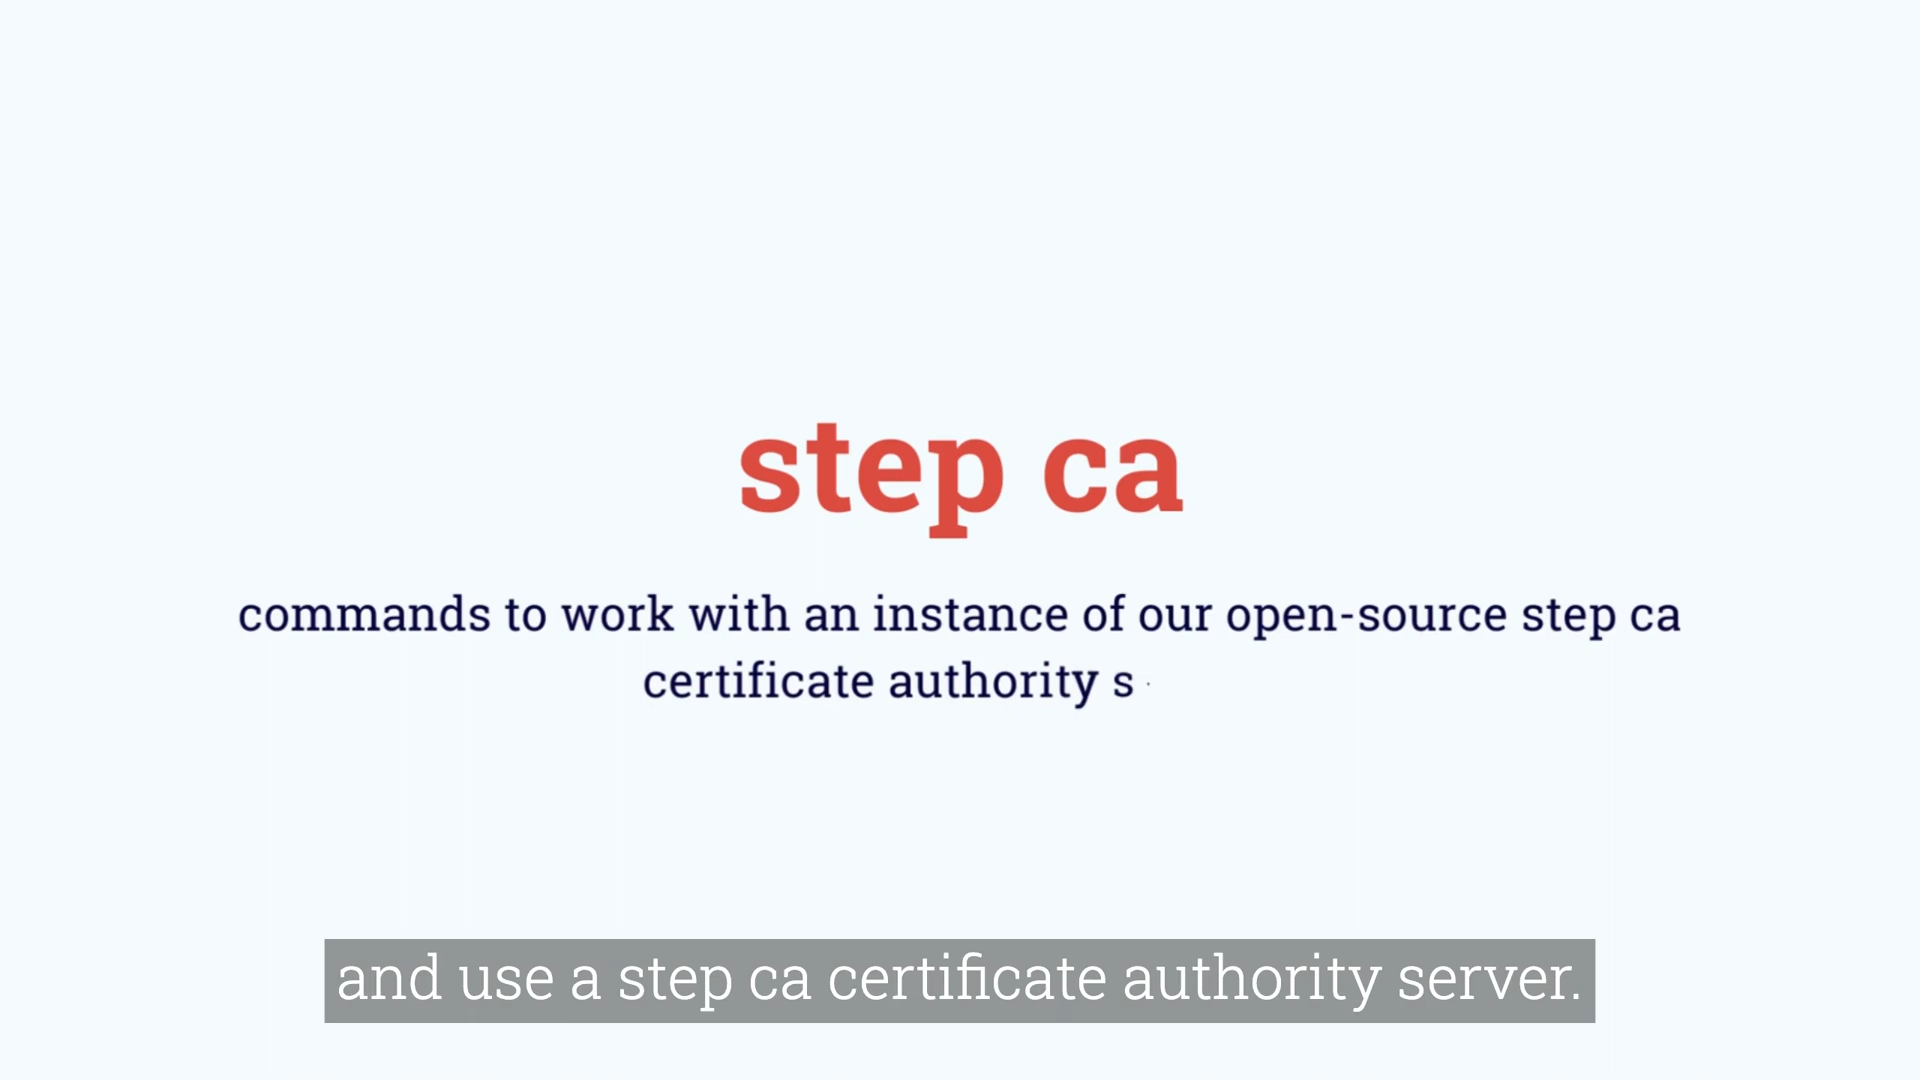 step ca
commands to work with an instance of our open-source step ca
certificate authority s
and use a step ca certificate authority server.